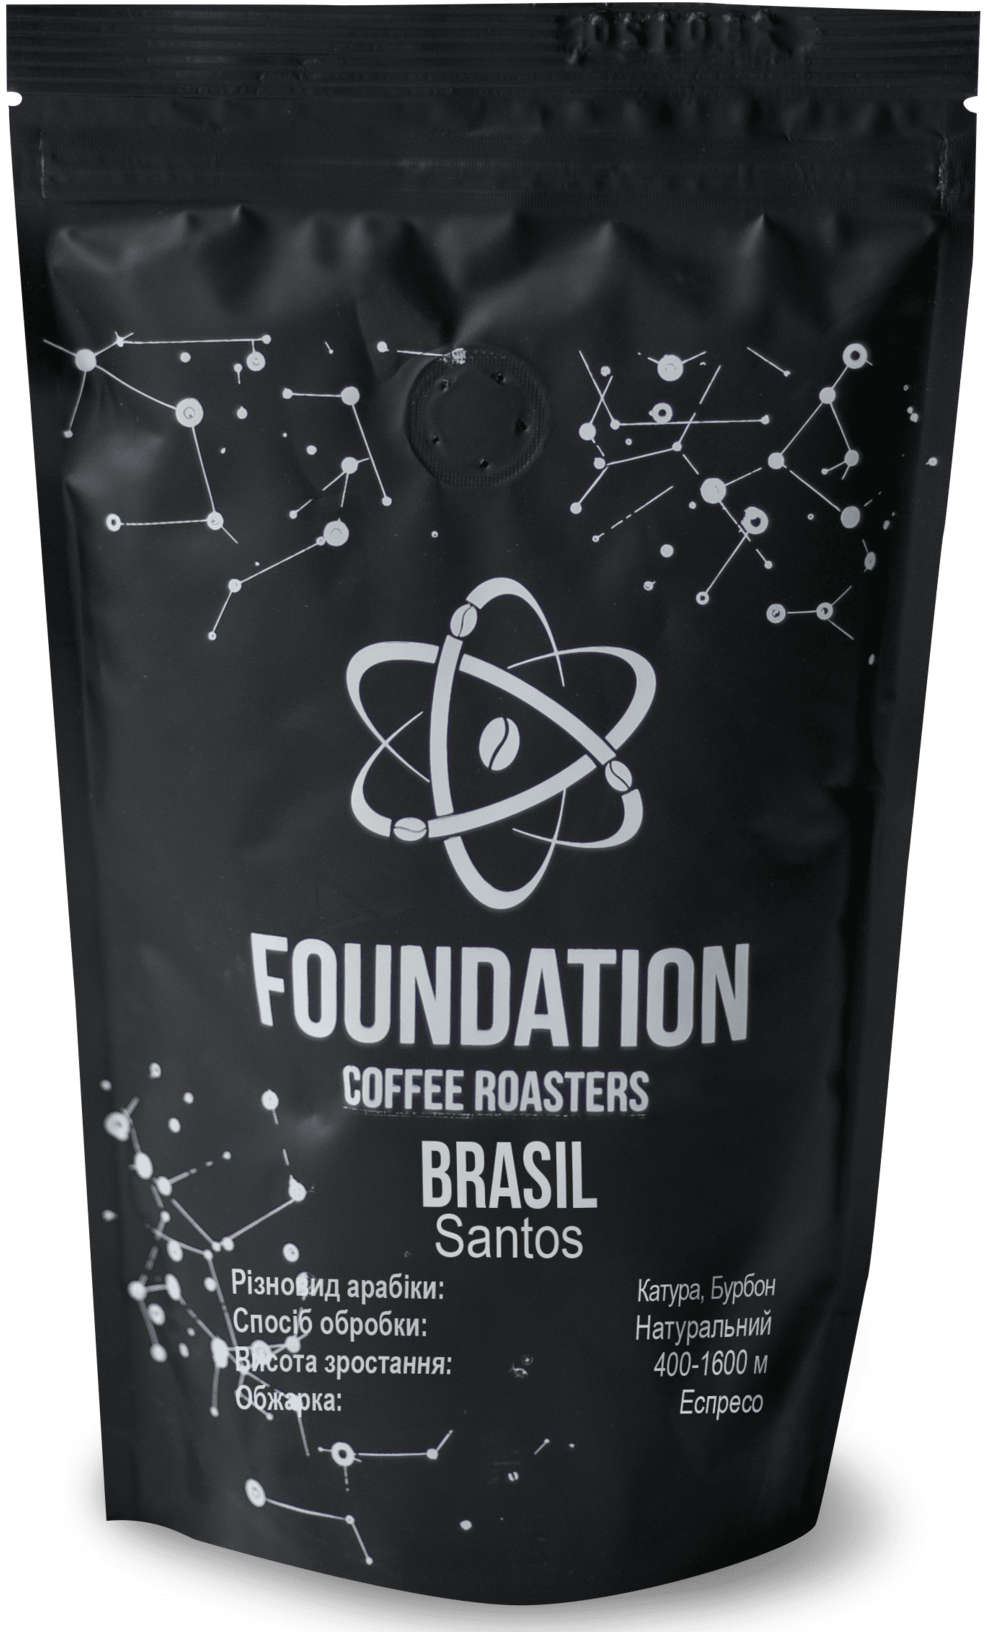 FOUNDATION
COFFEE ROASTERS
BRASIL
Santos
Різновид арабіки: Катура, Бурбон
Спосіб обробки: Натуральний
Висота зростання: 400-1600 м
Обжарка: Еспресо